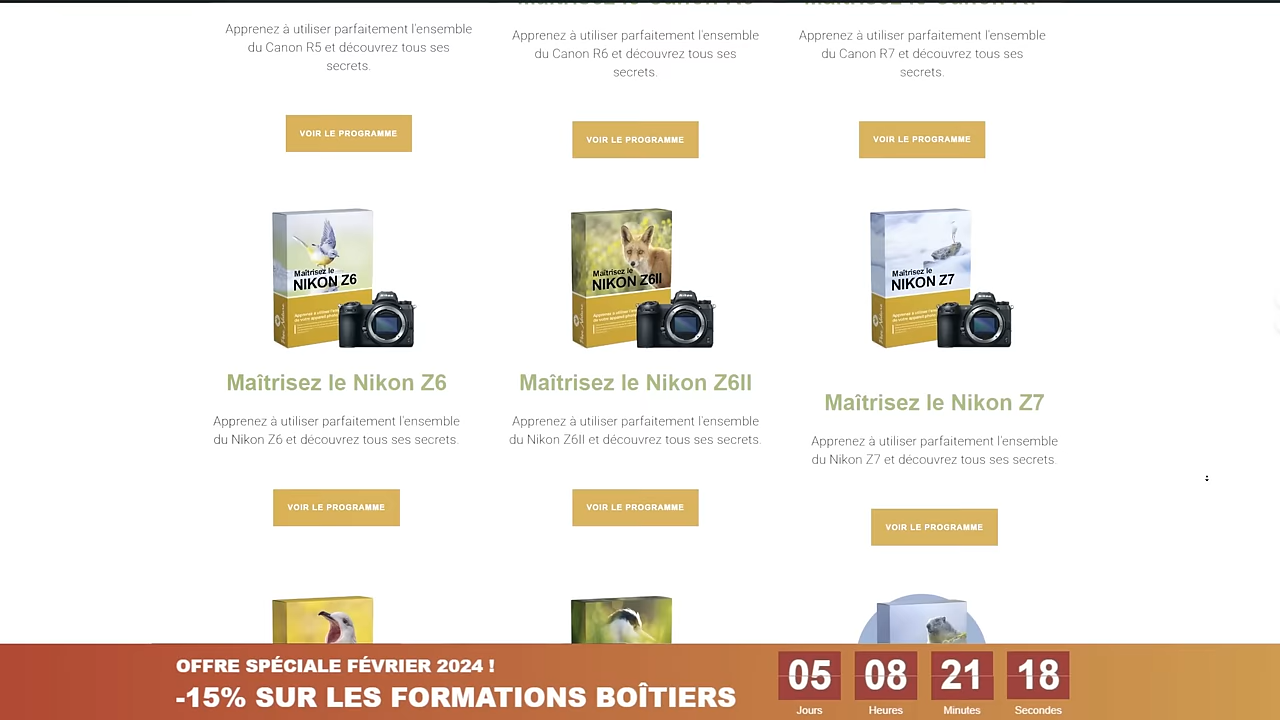 Apprenez à utiliser parfaitement l'ensemble
du Canon R5 et découvrez tous ses
secrets.
Apprenez à utiliser parfaitement l'ensemble
du Canon R6 et découvrez tous ses
secrets.
Apprenez à utiliser parfaitement l'ensemble
du Canon R7 et découvrez tous ses
secrets.
VOIR LE PROGRAMME
VOIR LE PROGRAMME
VOIR LE PROGRAMME
Maîtrisez le
NIKON Z6
Maîtrisez le
NIKON Z6II
Maîtrisez le
NIKON Z7
Maîtrisez le Nikon Z6
Apprenez à utiliser parfaitement l'ensemble
du Nikon Z6 et découvrez tous ses secrets.
Maîtrisez le Nikon Z6II
Apprenez à utiliser parfaitement l'ensemble
du Nikon Z6II et découvrez tous ses secrets.
Maîtrisez le Nikon Z7
Apprenez à utiliser parfaitement l'ensemble
du Nikon Z7 et découvrez tous ses secrets.
VOIR LE PROGRAMME
VOIR LE PROGRAMME
VOIR LE PROGRAMME
OFFRE SPÉCIALE FÉVRIER 2024 !
-15% SUR LES FORMATIONS BOÎTIERS
05 08 21 18
Jours Heures Minutes Secondes